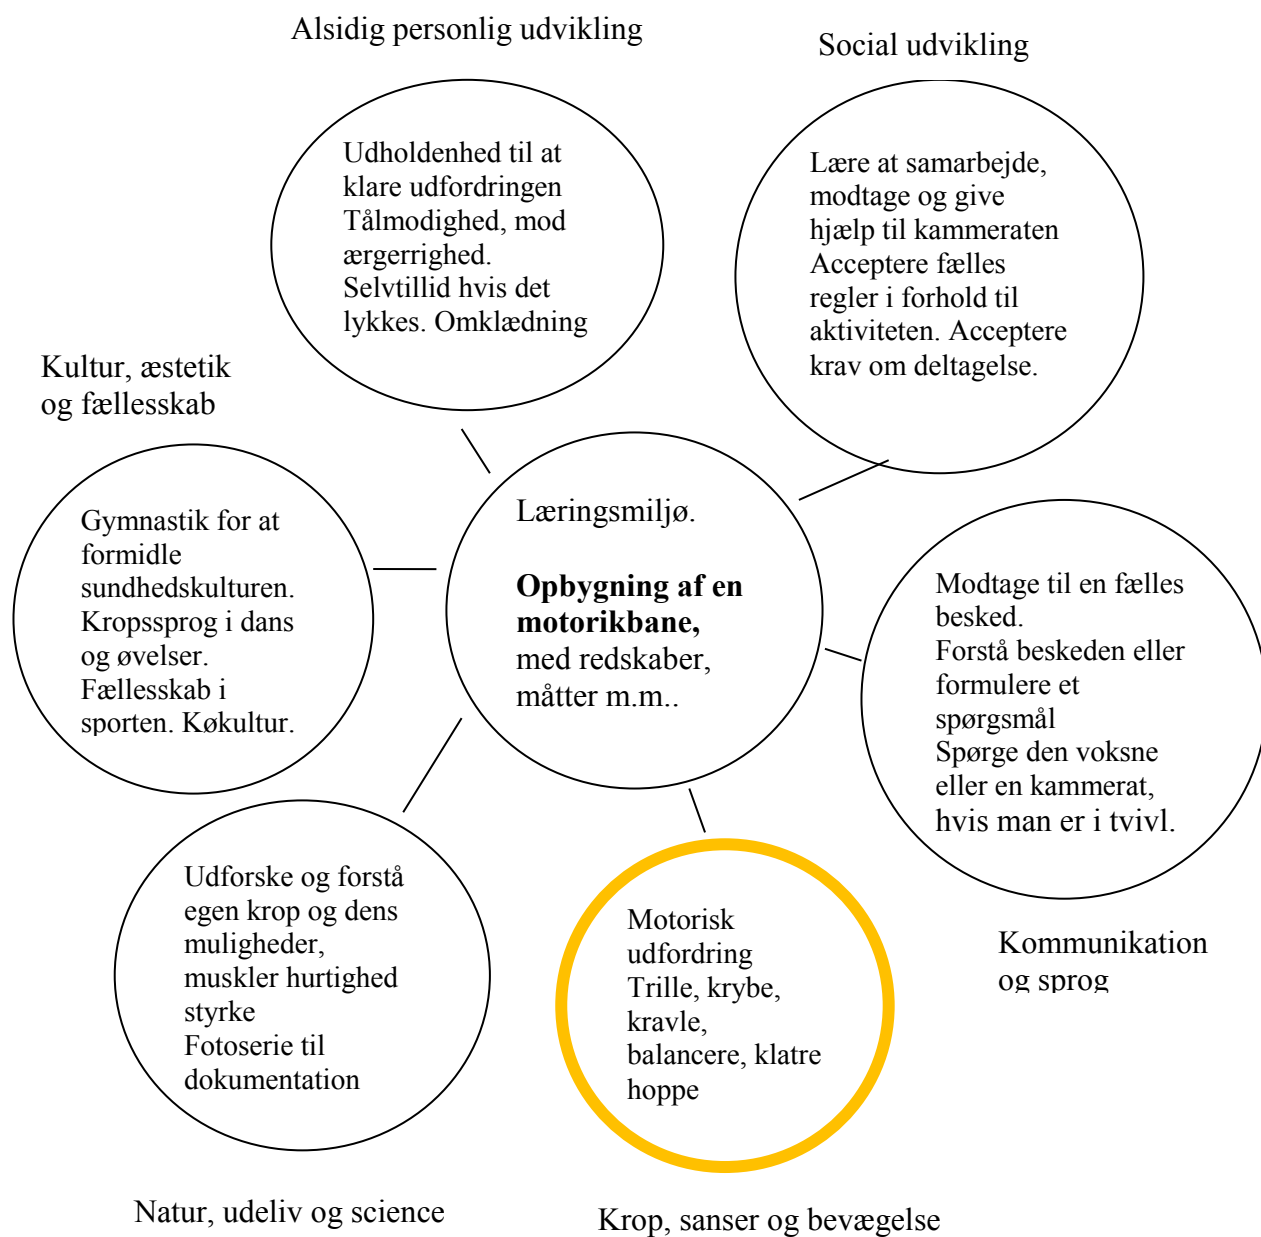 Alsidig personlig udvikling
Social udvikling
Udholdenhed til at
klare udfordringen
Tålmodighed, mod
ærgerrighed.
Selvtillid hvis det
lykkes. Omklædning
Lære at samarbejde,
modtage og give
hjælp til kammeraten
Acceptere fælles
regler i forhold til
aktiviteten. Acceptere
krav om deltagelse.
Kultur, æstetik
og fællesskab
Gymnastik for at
formidle
sundhedskulturen.
Kropssprog i dans
og øvelser.
Fællesskab i
sporten. Køkultur.
Læringsmiljø.
Opbygning af en
motorikbane,
med redskaber,
måtter m.m..
Modtage til en fælles
besked.
Forstå beskeden eller
formulere et
spørgsmål
Spørge den voksne
eller en kammerat,
hvis man er i tvivl.
Kommunikation
og sprog
Udforske og forstå
egen krop og dens
muligheder,
muskler hurtighed
styrke
Fotoserie til
dokumentation
Motorisk
udfordring
Trille, krybe,
kravle,
balancere, klatre
hoppe
Natur, udeliv og science
Krop, sanser og bevægelse